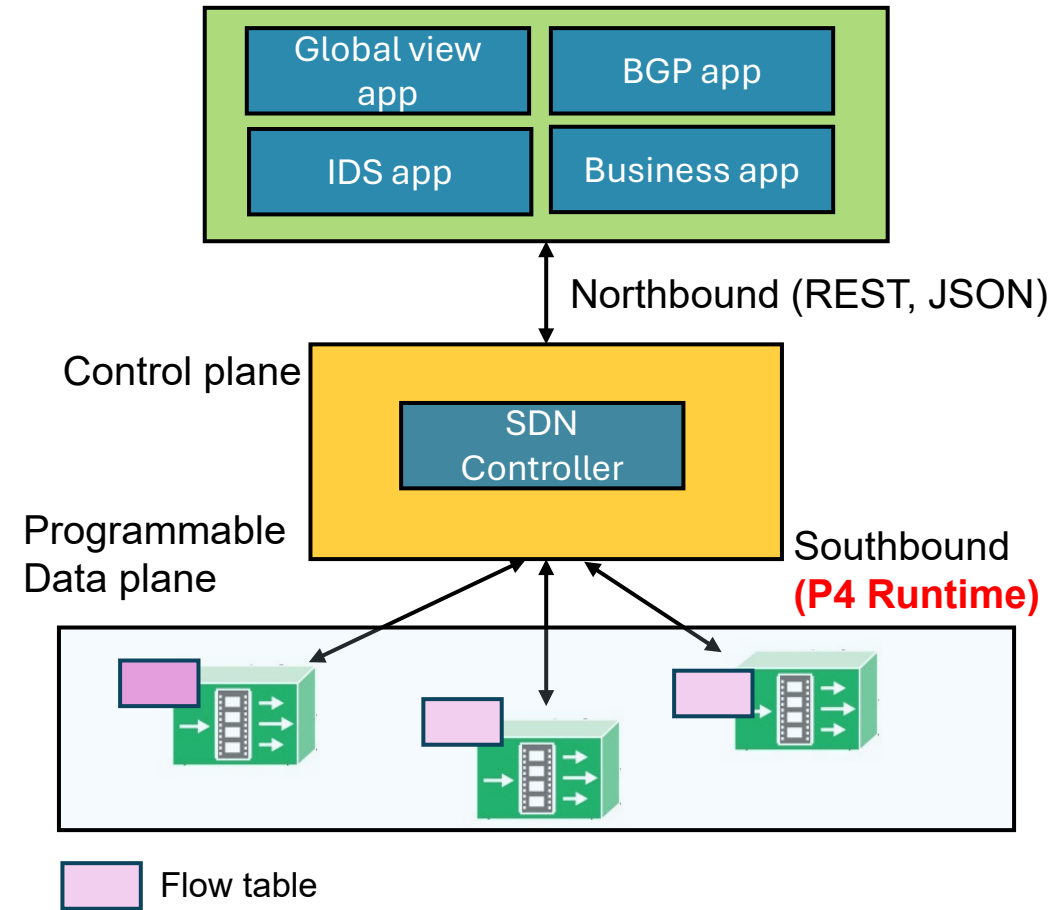 Global view
app
BGP app
IDS app
Business app
Northbound (REST, JSON)
Control plane
SDN
Controller
Programmable
Data plane
Southbound
(P4 Runtime)
Flow table